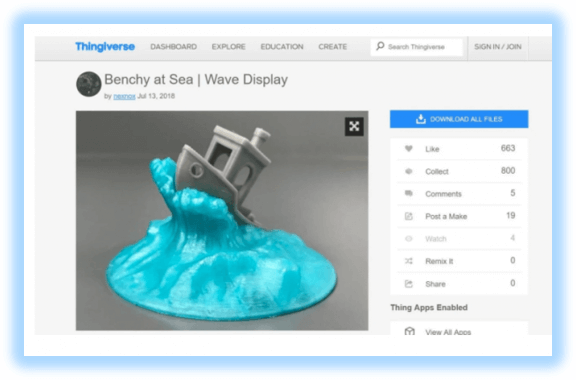 Thingiverse DASHBOARD EXPLORE EDUCATION CREATE Search Thingiverse SIGN IN / JOIN
Benchy at Sea | Wave Display
by nexnox Jul 13, 2018
DOWNLOAD ALL FILES
Like 663
Collect 800
Comments 5
Post a Make 19
Watch 4
Remix It 0
Share 0
Thing Apps Enabled
View All Apps